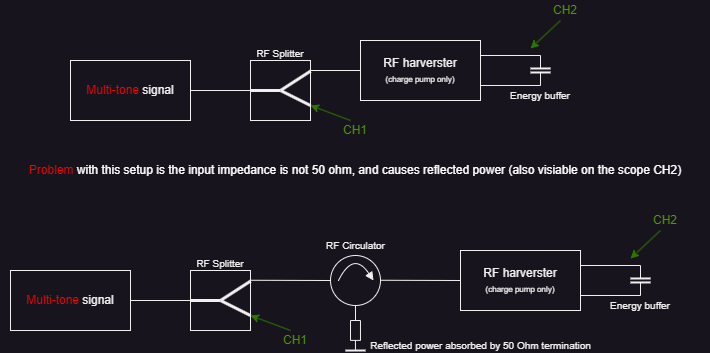 CH2
RF Splitter
RF harverster
(charge pump only)
Multi-tone signal
Energy buffer
CH1
Problem with this setup is the input impedance is not 50 ohm, and causes reflected power (also visiable on the scope CH2)
CH2
RF Circulator
RF Splitter
RF harverster
(charge pump only)
Multi-tone signal
Energy buffer
CH1
Reflected power absorbed by 50 Ohm termination